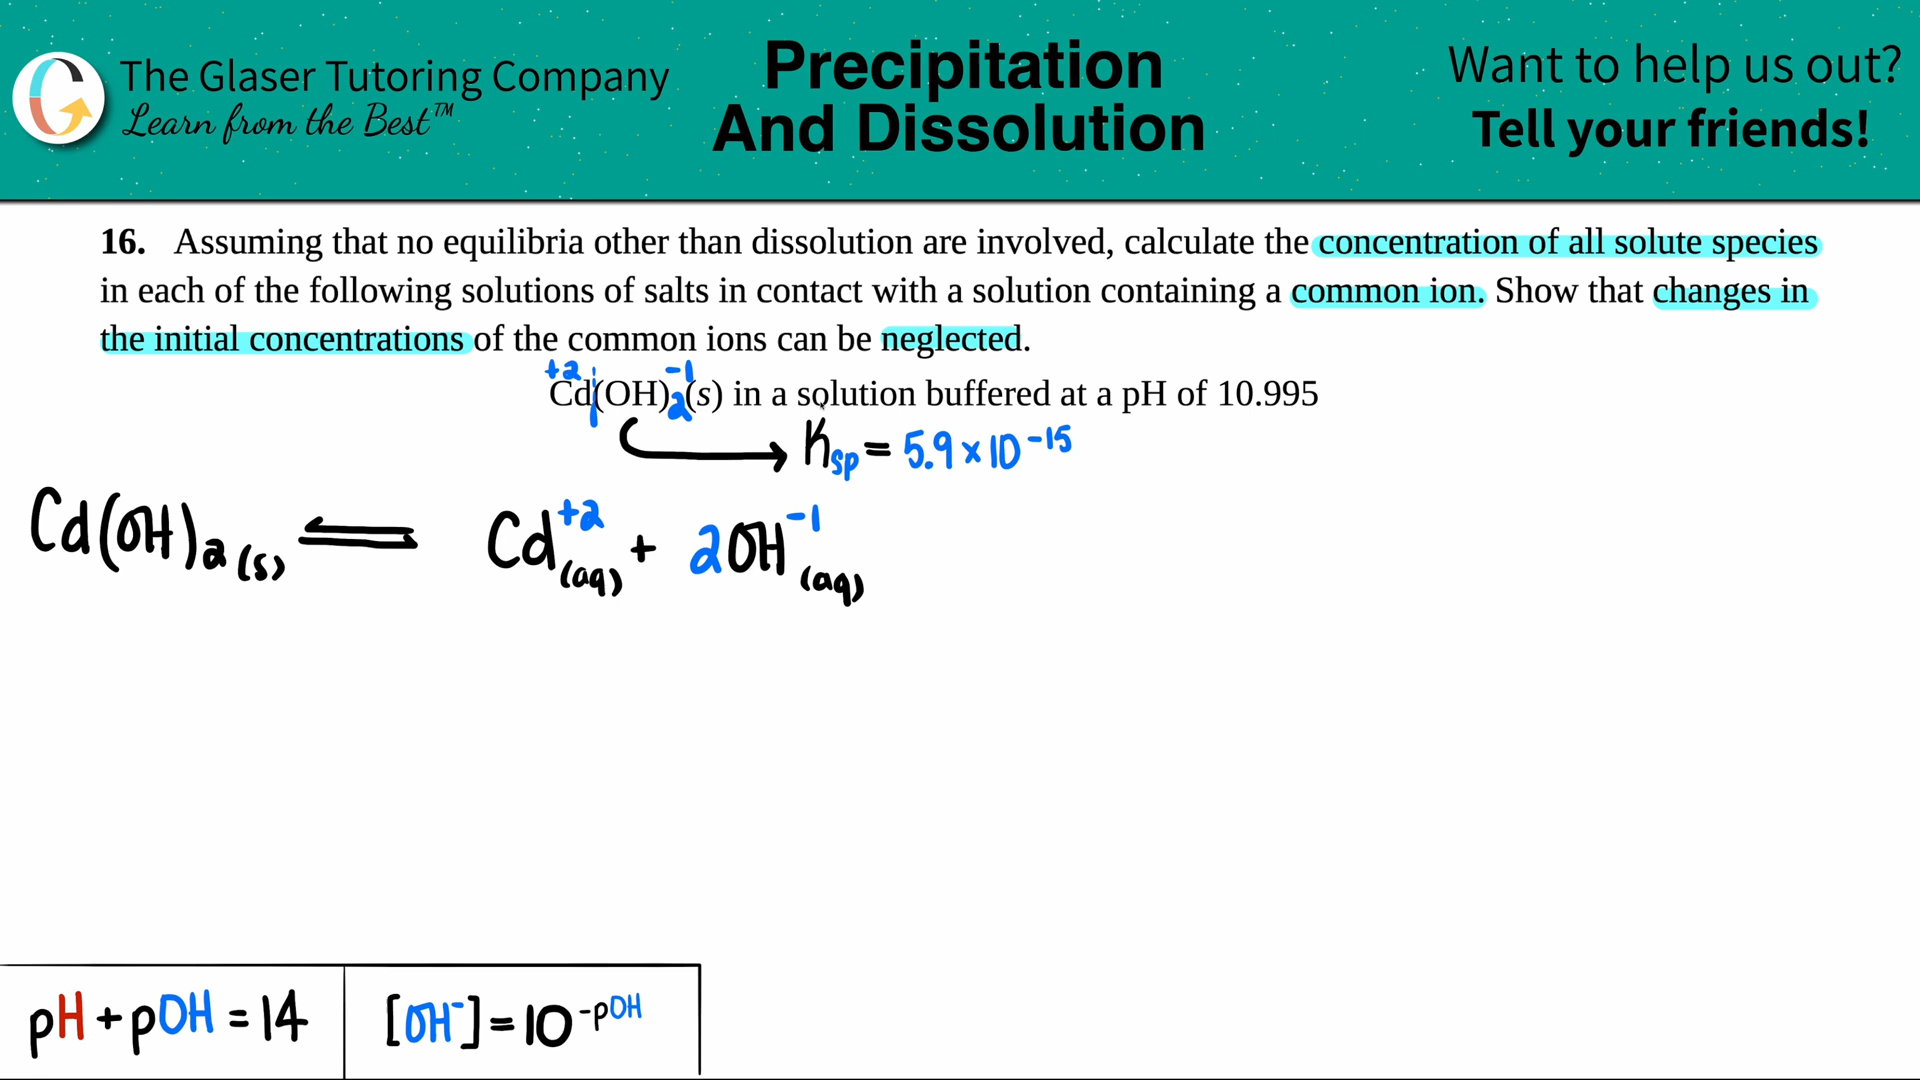 The Glaser Tutoring Company
Learn from the Best™
Precipitation
And Dissolution
Want to help us out?
Tell your friends!
16. Assuming that no equilibria other than dissolution are involved, calculate the concentration of all solute species
in each of the following solutions of salts in contact with a solution containing a common ion. Show that changes in
the initial concentrations of the common ions can be neglected.
+2 -1
Cd(OH)2(s) in a solution buffered at a pH of 10.995
Ksp = 5.9 x 10^-15
Cd(OH)2(s) ⇌ Cd^+2(aq) + 2OH^-1(aq)
pH + pOH = 14
[OH^-] = 10^-pOH